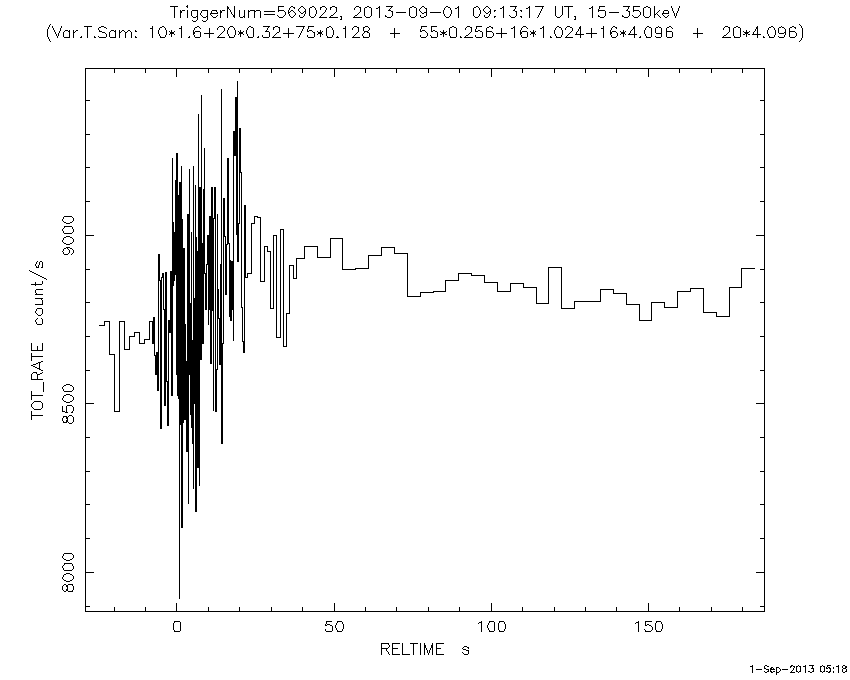 TriggerNum=569022, 2013-09-01 09:13:17 UT, 15-350keV
(Var.T.Sam: 10*1.6+20*0.32+75*0.128 + 55*0.256+16*1.024+16*4.096 + 20*4.096)
TOT_RATE count/s
9000
8500
8000
0 50 100 150
RELTIME s
1-Sep-2013 05:18